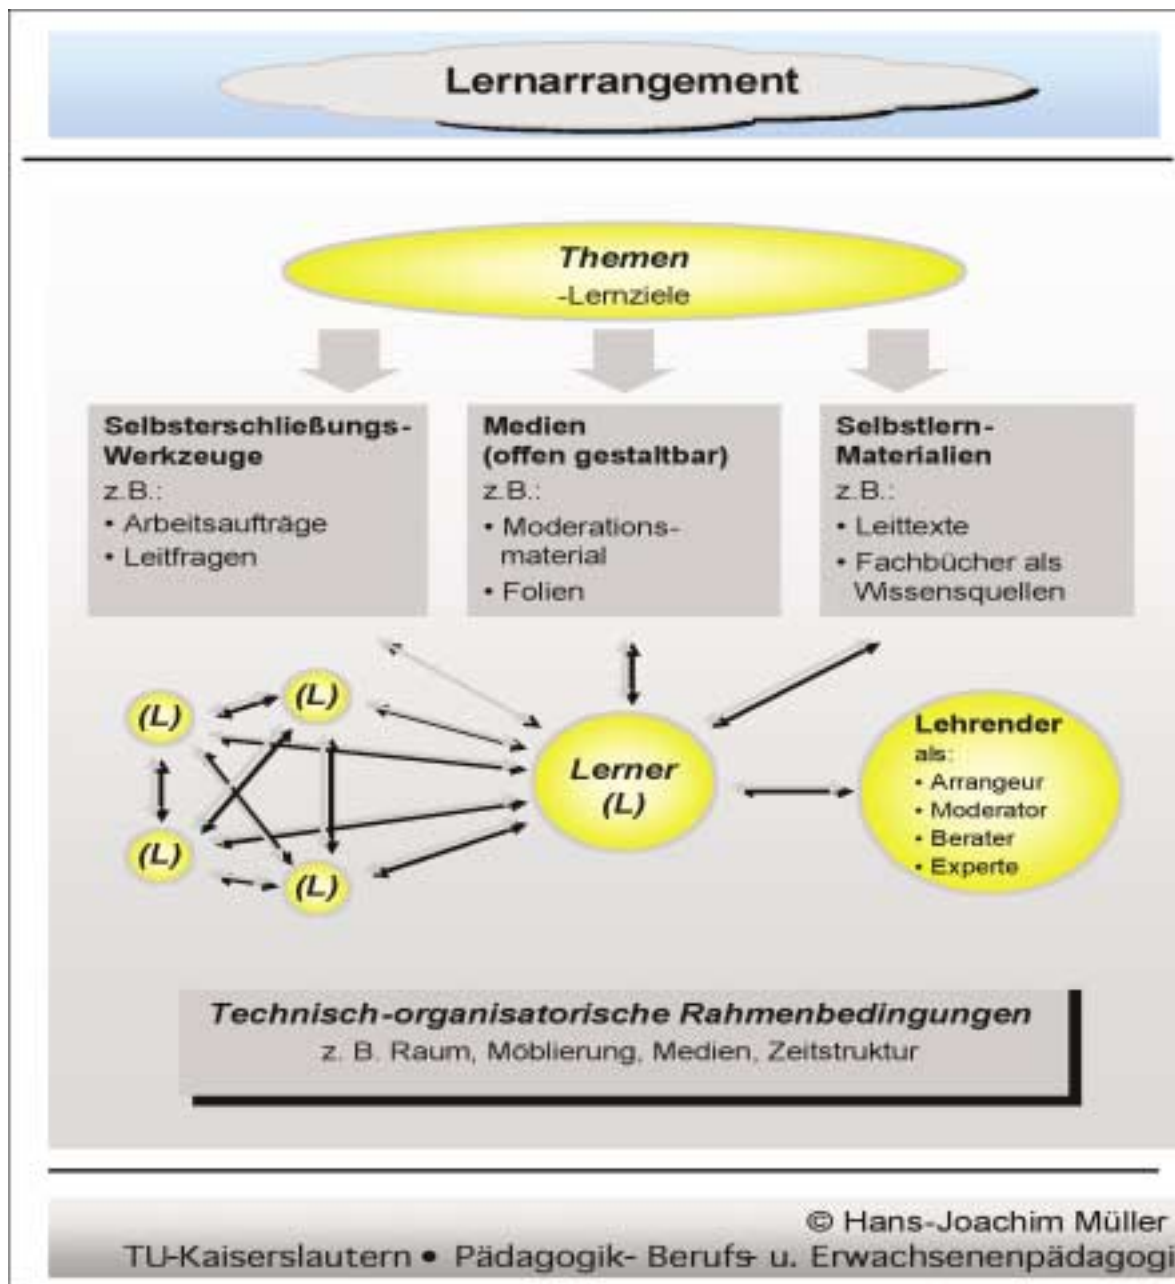 Lernarrangement
Themen
-Lernziele
Selbsterschließungs-
Werkzeuge
z.B.:
• Arbeitsaufträge
• Leitfragen
Medien
(offen gestaltbar)
z.B.:
• Moderations-
material
• Folien
Selbstlern-
Materialien
z.B.:
• Leittexte
• Fachbücher als
Wissensquellen
(L)
(L)
(L)
(L)
Lerner
(L)
Lehrender
als:
• Arrangeur
• Moderator
• Berater
• Experte
Technisch-organisatorische Rahmenbedingungen
z. B. Raum, Möblierung, Medien, Zeitstruktur
© Hans-Joachim Müller
TU-Kaiserslautern • Pädagogik- Berufs- u. Erwachsenenpädagogi